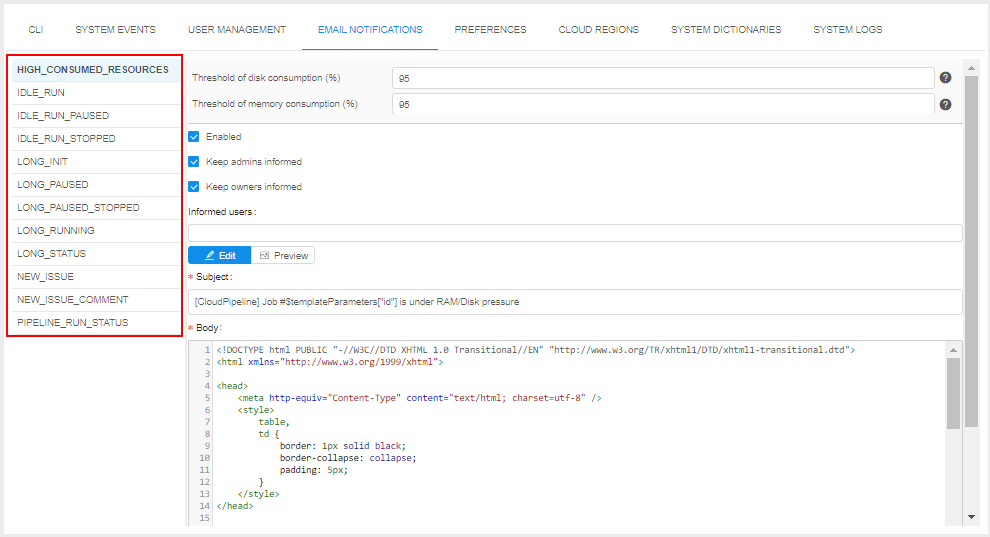 CLI SYSTEM EVENTS USER MANAGEMENT EMAIL NOTIFICATIONS PREFERENCES CLOUD REGIONS SYSTEM DICTIONARIES SYSTEM LOGS
HIGH_CONSUMED_RESOURCES
IDLE_RUN
IDLE_RUN_PAUSED
IDLE_RUN_STOPPED
LONG_INIT
LONG_PAUSED
LONG_PAUSED_STOPPED
LONG_RUNNING
LONG_STATUS
NEW_ISSUE
NEW_ISSUE_COMMENT
PIPELINE_RUN_STATUS
Threshold of disk consumption (%) 95 ?
Threshold of memory consumption (%) 95 ?
Enabled
Keep admins informed
Keep owners informed
Informed users:
Edit Preview
* Subject:
[CloudPipeline] Job #$templateParameters["id"] is under RAM/Disk pressure
* Body:
1 <!DOCTYPE html PUBLIC "-//W3C//DTD XHTML 1.0 Transitional//EN" "http://www.w3.org/TR/xhtml1/DTD/xhtml1-transitional.dtd">
2 <html xmlns="http://www.w3.org/1999/xhtml">
3
4 <head>
5     <meta http-equiv="Content-Type" content="text/html; charset=utf-8" />
6     <style>
7         table,
8         td {
9             border: 1px solid black;
10             border-collapse: collapse;
11             padding: 5px;
12         }
13     </style>
14 </head>
15